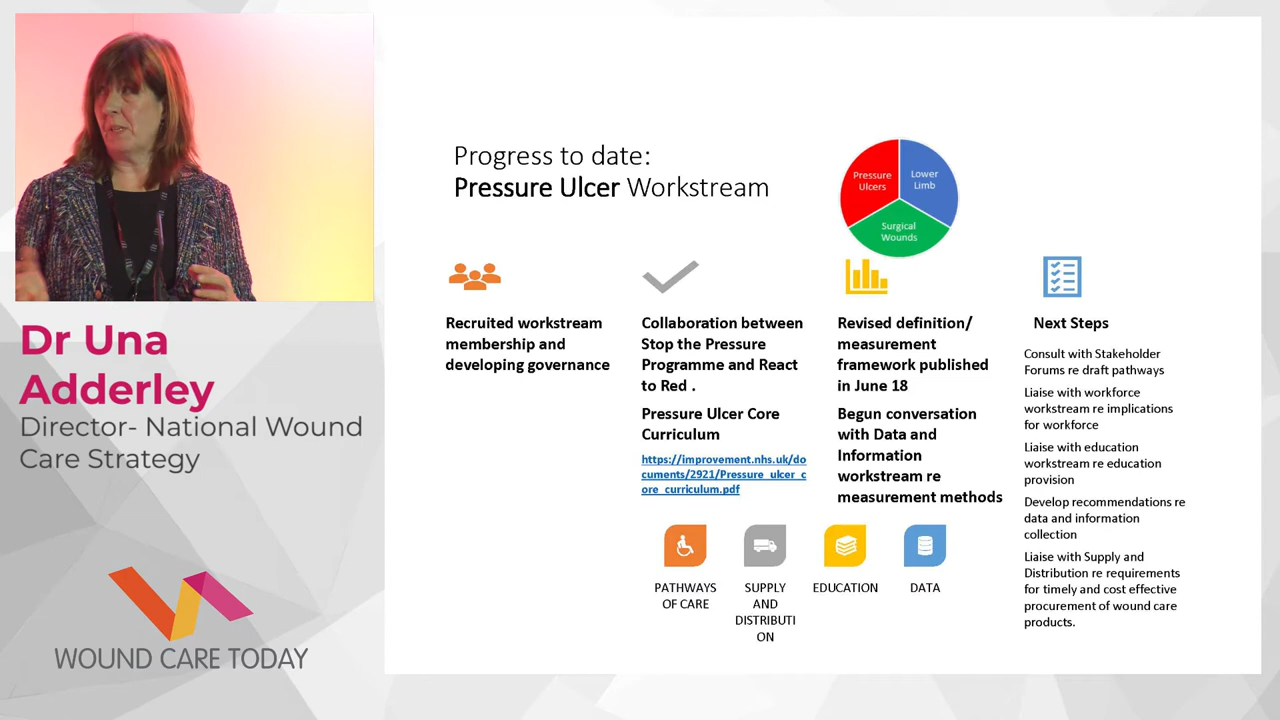 Dr Una
Adderley
Director- National Wound
Care Strategy
WOUND CARE TODAY
Progress to date:
Pressure Ulcer Workstream
Pressure
Ulcers
Lower
Limb
Surgical
Wounds
Recruited workstream
membership and
developing governance
Collaboration between
Stop the Pressure
Programme and React
to Red .
Pressure Ulcer Core
Curriculum
https://improvement.nhs.uk/do
cuments/2921/Pressure_ulcer_c
ore_curriculum.pdf
Revised definition/
measurement
framework published
in June 18
Begun conversation
with Data and
Information
workstream re
measurement methods
Next Steps
Consult with Stakeholder
Forums re draft pathways
Liaise with workforce
workstream re implications
for workforce
Liaise with education
workstream re education
provision
Develop recommendations re
data and information
collection
Liaise with Supply and
Distribution re requirements
for timely and cost effective
procurement of wound care
products.
PATHWAYS
OF CARE
SUPPLY
AND
DISTRIBUTI
ON
EDUCATION
DATA